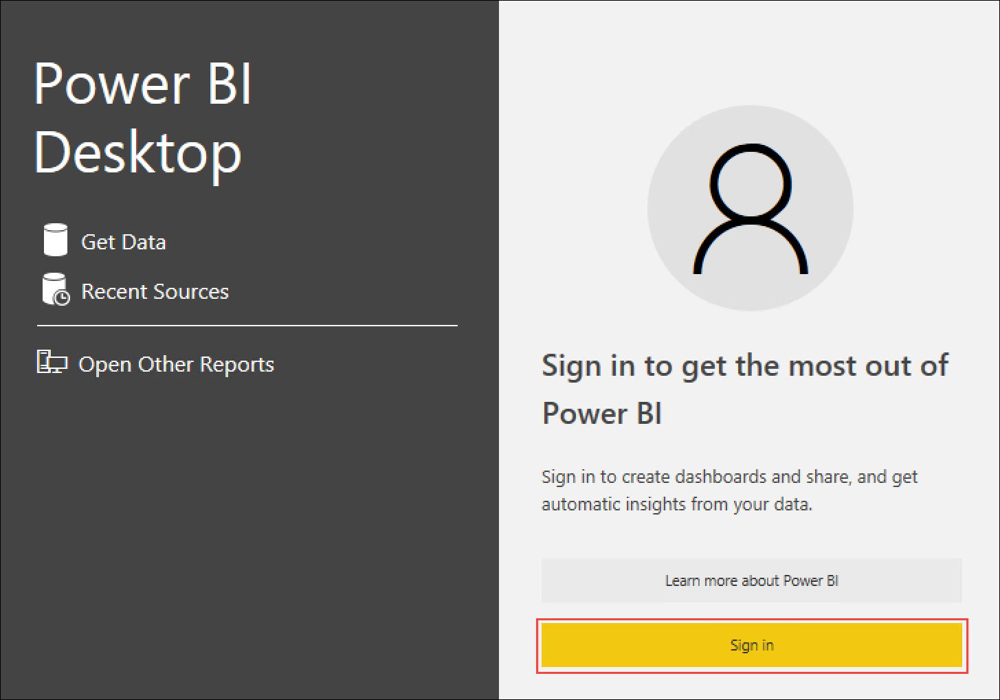 Power BI
Desktop
Get Data
Recent Sources
Open Other Reports
Sign in to get the most out of
Power BI
Sign in to create dashboards and share, and get
automatic insights from your data.
Learn more about Power BI
Sign in